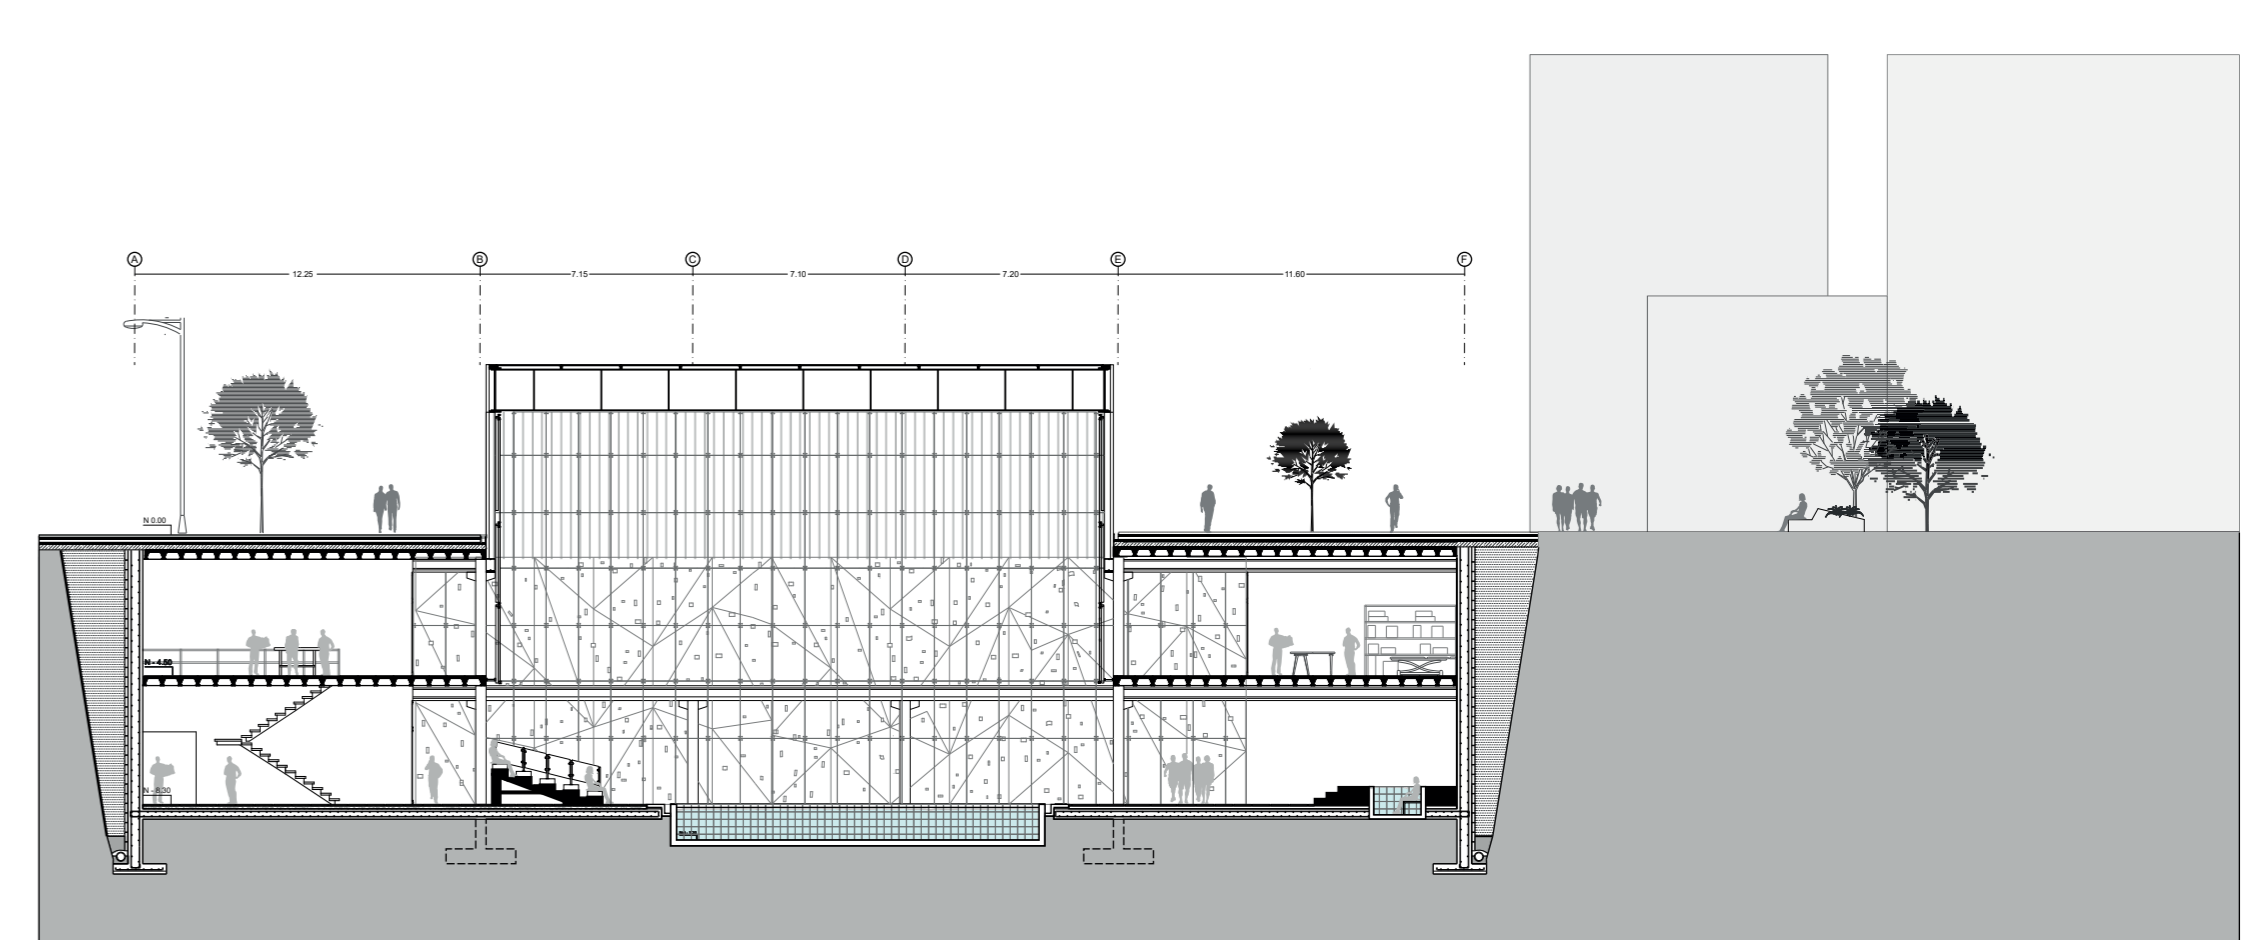 A B C D E F
12.25 7.15 7.10 7.20 11.60
N 0.00
N - 4.50
N - 8.30